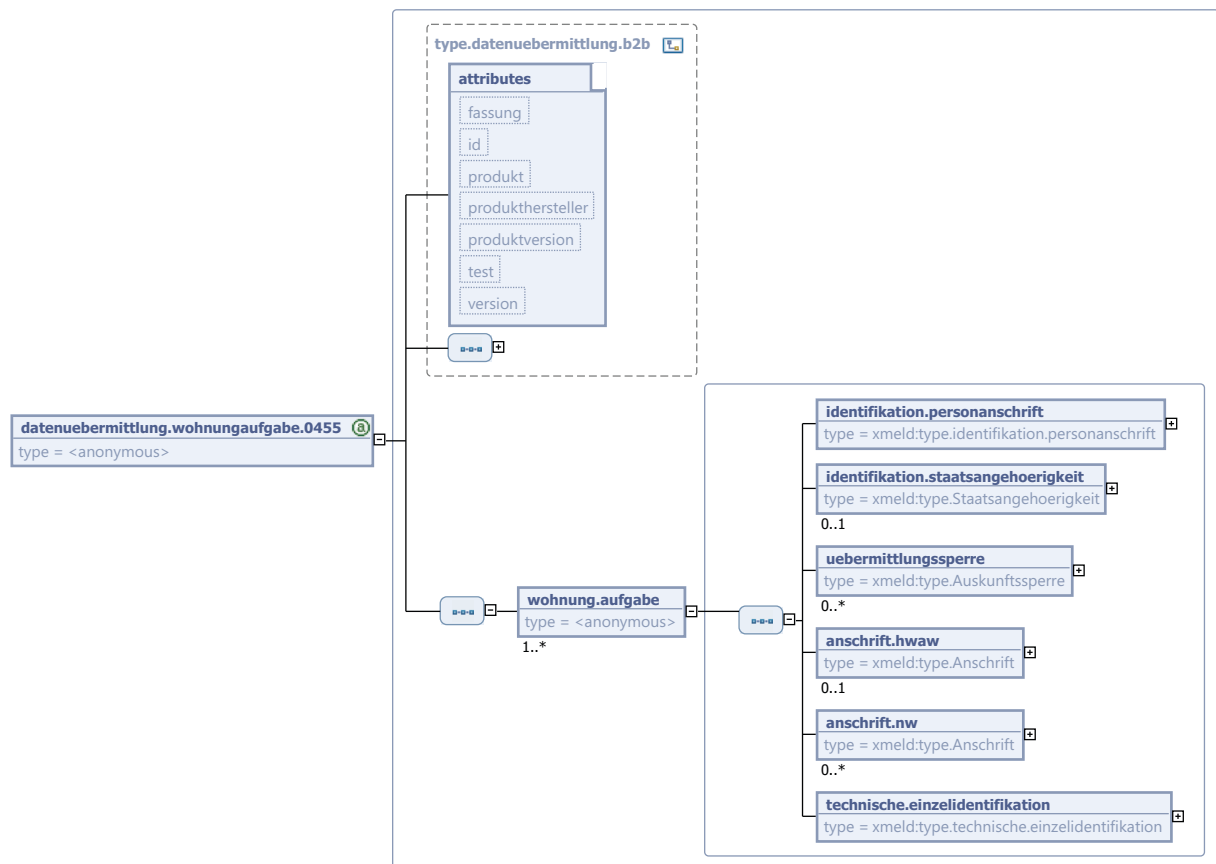 type.datenuebermittlung.b2b
attributes
fassung
id
produkt
produkthersteller
produktversion
test
version
datenuebermittlung.wohnungaufgabe.0455 a
type = <anonymous>
wohnung.aufgabe
type = <anonymous>
1..*
identifikation.personanschrift
type = xmeld:type.identifikation.personanschrift
identifikation.staatsangehoerigkeit
type = xmeld:type.Staatsangehoerigkeit
0..1
uebermittlungssperre
type = xmeld:type.Auskunftssperre
0..*
anschrift.hwaw
type = xmeld:type.Anschrift
0..1
anschrift.nw
type = xmeld:type.Anschrift
0..*
technische.einzelidentifikation
type = xmeld:type.technische.einzelidentifikation